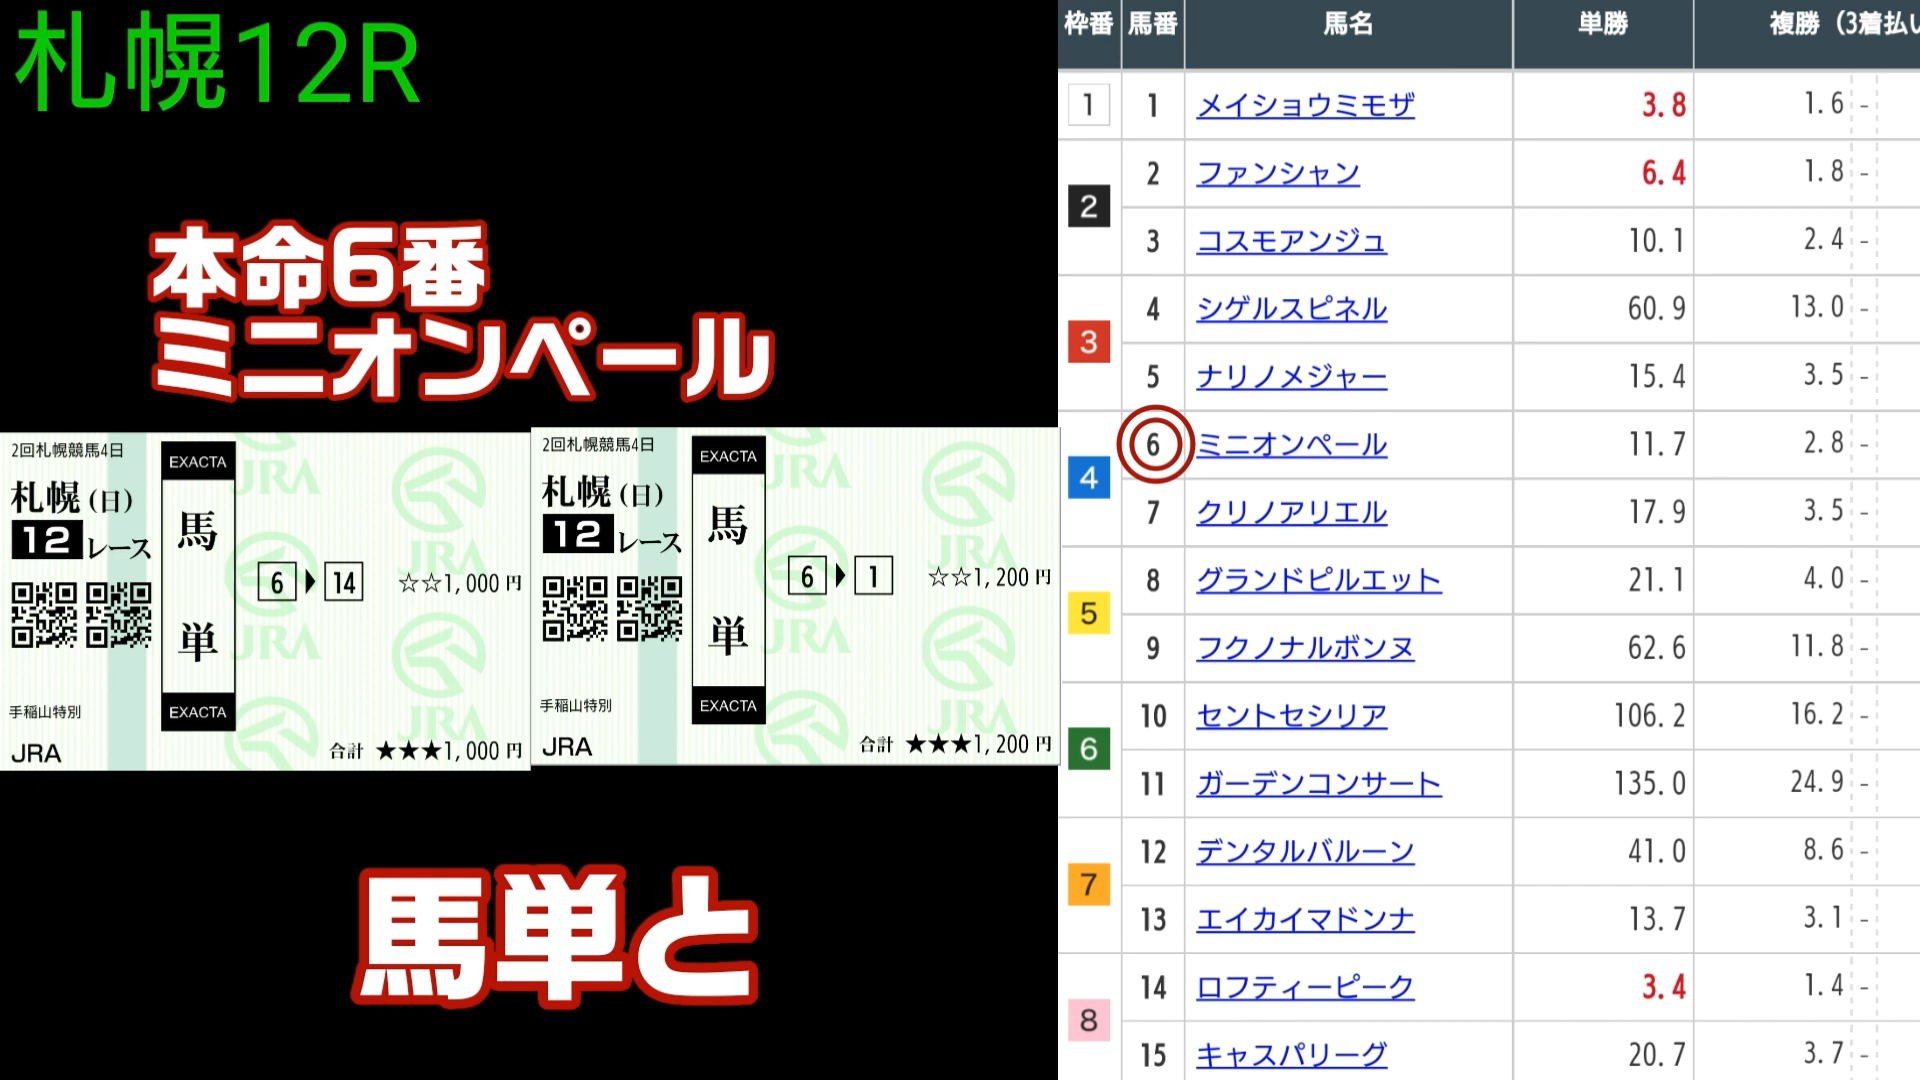 札幌12R
本命6番
ミニオンペール
2回札幌競馬4日
札幌(日)
12レース
手稲山特別
JRA
EXACTA
馬単
EXACTA
6▶14 ☆☆1,000円
合計 ★★★1,000円
2回札幌競馬4日
札幌(日)
12レース
手稲山特別
JRA
EXACTA
馬単
EXACTA
6▶1 ☆☆1,200円
合計 ★★★1,200円
馬単と
枠番 馬番 馬名 単勝 複勝(3着払い
1 1 メイショウミモザ 3.8 1.6 -
2 2 ファンシャン 6.4 1.8 -
3 コスモアンジュ 10.1 2.4 -
3 4 シゲルスピネル 60.9 13.0 -
5 ナリノメジャー 15.4 3.5 -
4 6 ミニオンペール 11.7 2.8 -
7 クリノアリエル 17.9 3.5 -
5 8 グランドピルエット 21.1 4.0 -
9 フクノナルボンヌ 62.6 11.8 -
6 10 セントセシリア 106.2 16.2 -
11 ガーデンコンサート 135.0 24.9 -
7 12 デンタルバルーン 41.0 8.6 -
13 エイカイマドンナ 13.7 3.1 -
8 14 ロフティーピーク 3.4 1.4 -
15 キャスパリーグ 20.7 3.7 -